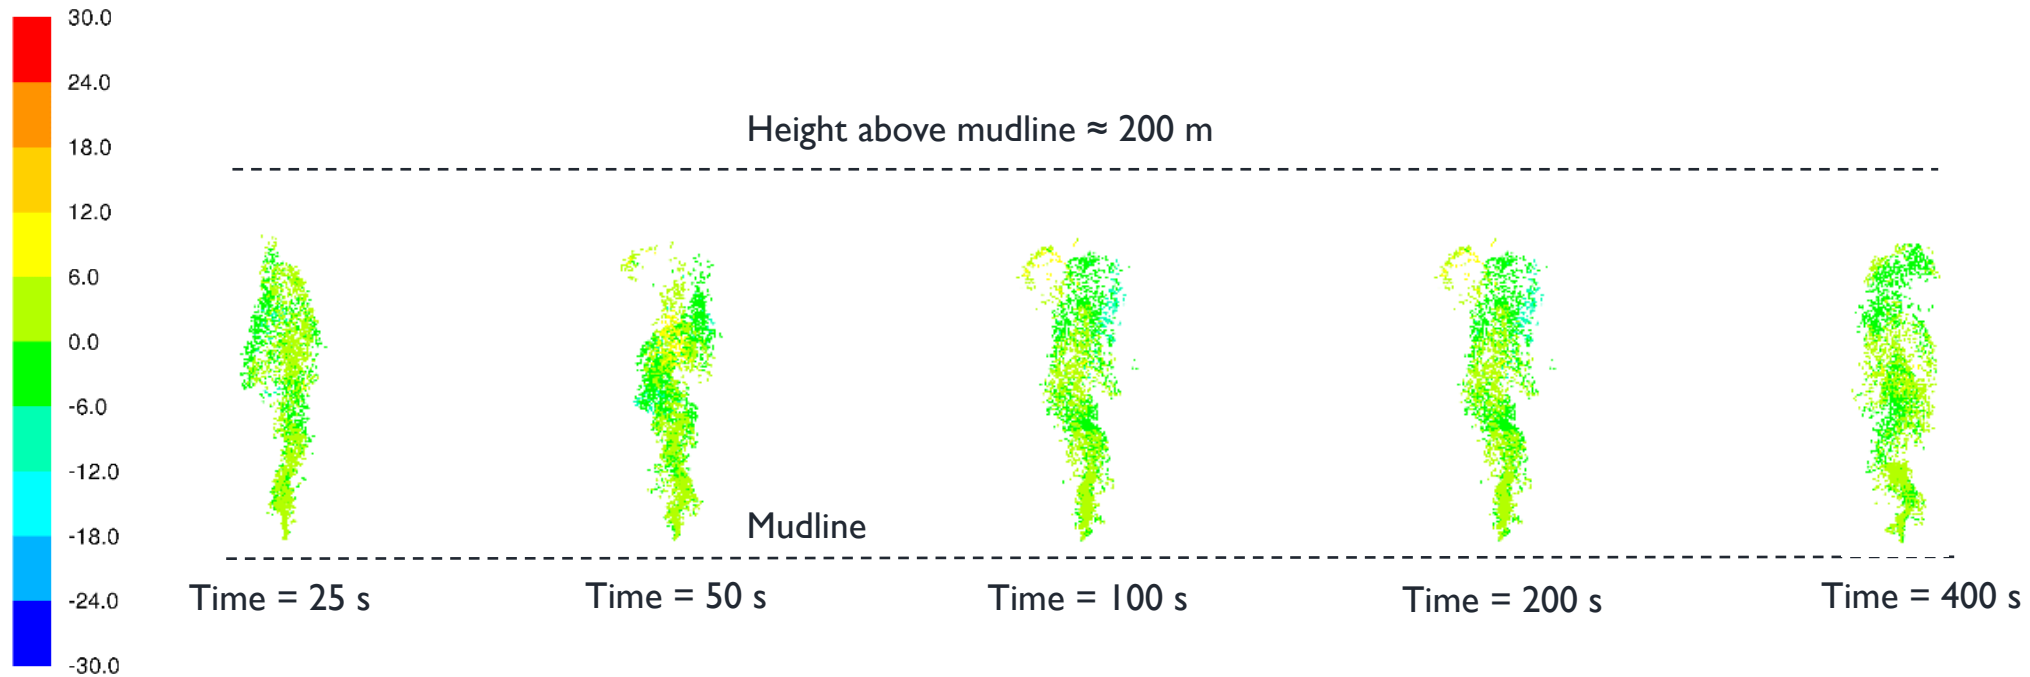 30.0
24.0
18.0
12.0
6.0
0.0
-6.0
-12.0
-18.0
-24.0
-30.0
Height above mudline ≈ 200 m
Mudline
Time = 25 s
Time = 50 s
Time = 100 s
Time = 200 s
Time = 400 s